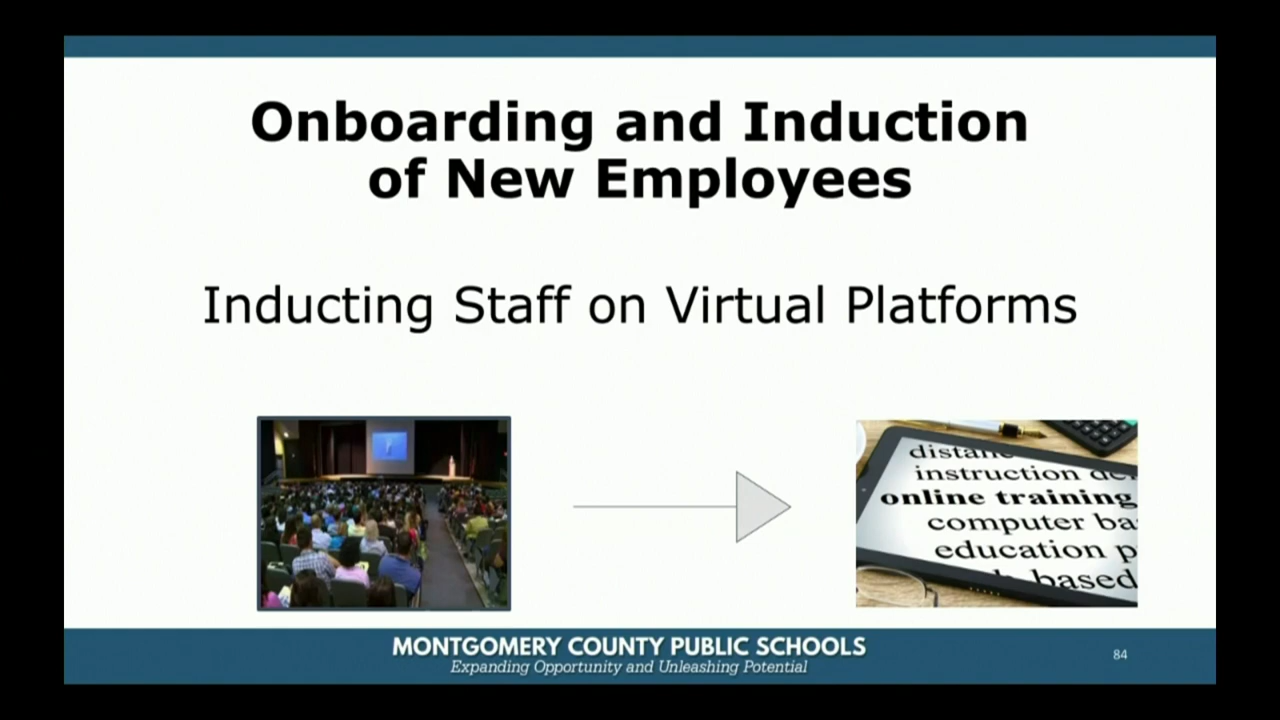 Onboarding and Induction
of New Employees
Inducting Staff on Virtual Platforms
instruction
online training
computer
education
based
MONTGOMERY COUNTY PUBLIC SCHOOLS
Expanding Opportunity and Unleashing Potential
84